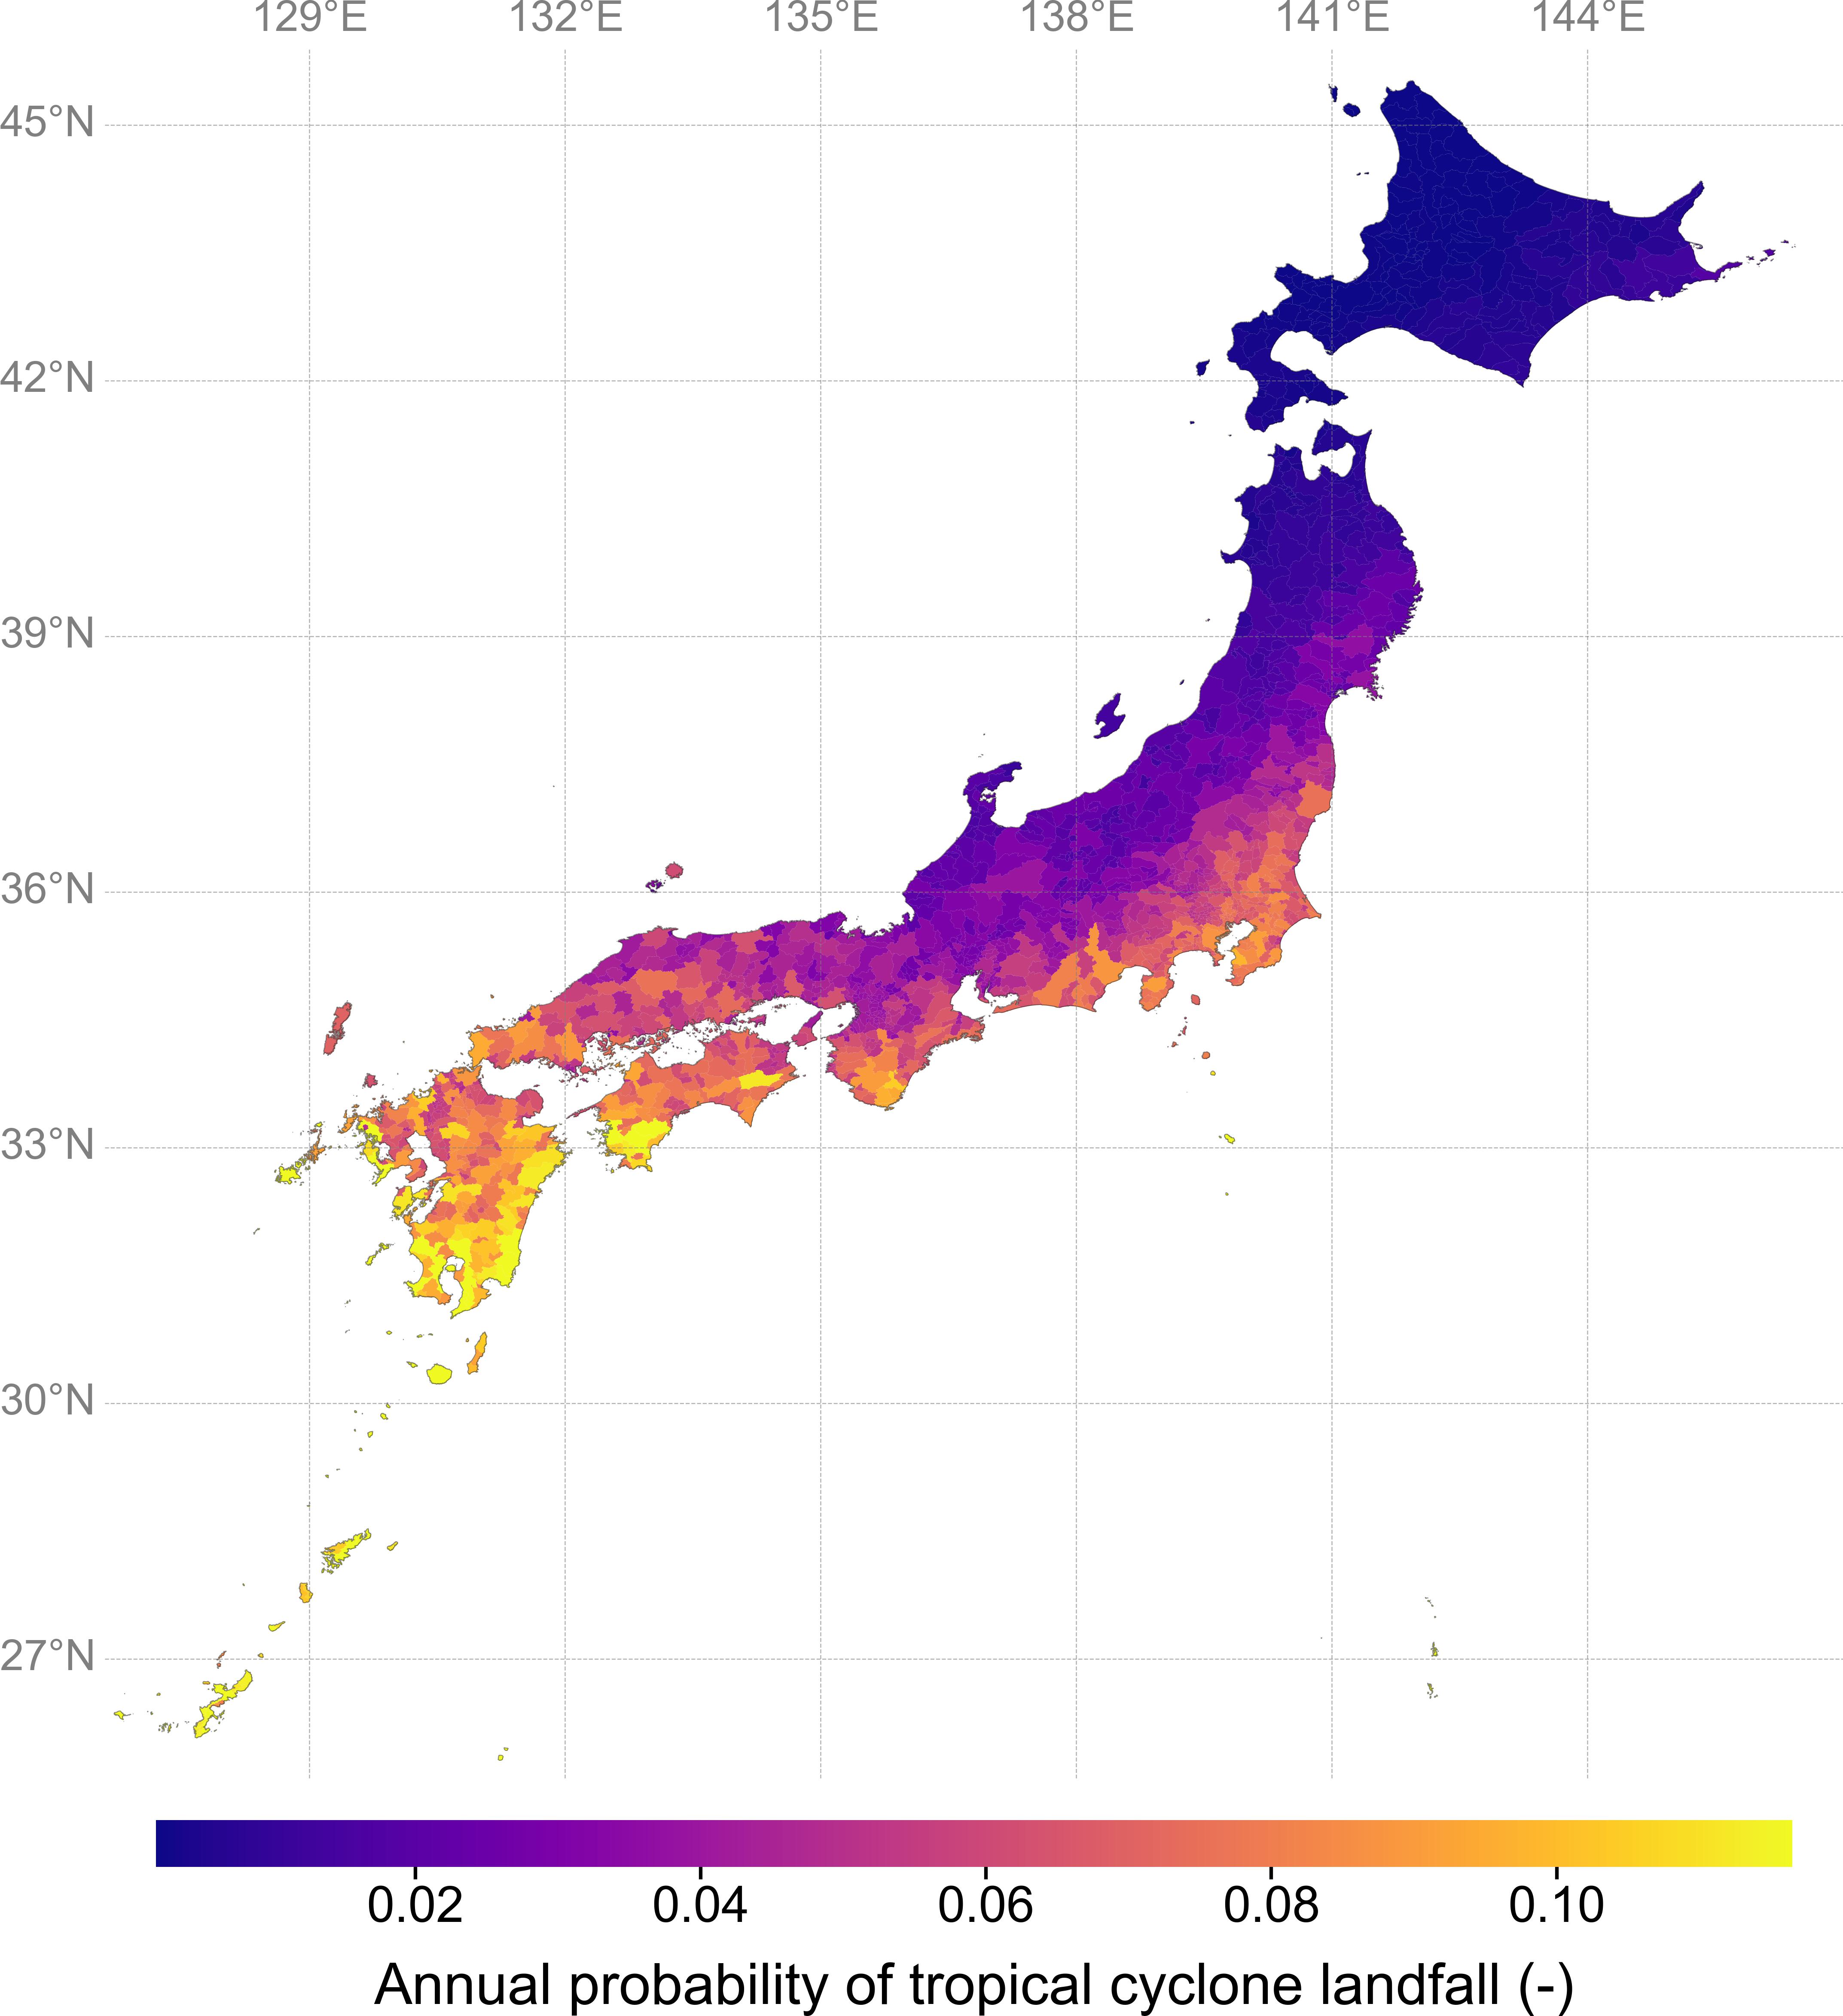 129°E 132°E 135°E 138°E 141°E 144°E
45°N
42°N
39°N
36°N
33°N
30°N
27°N
0.02 0.04 0.06 0.08 0.10
Annual probability of tropical cyclone landfall (-)